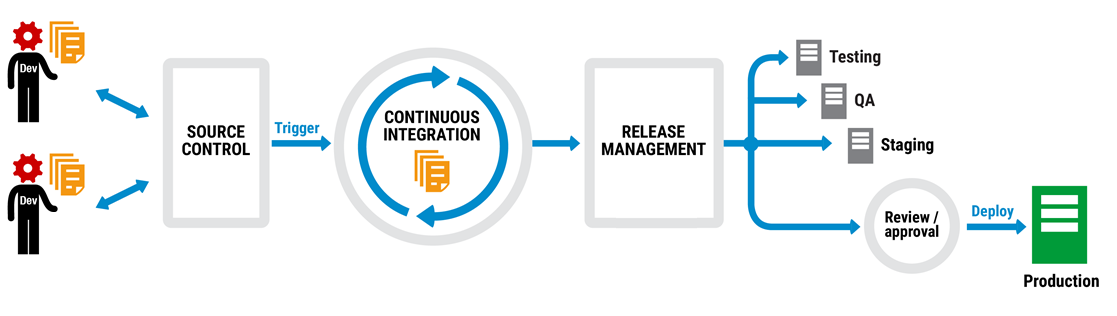 Dev
Dev
SOURCE
CONTROL
Trigger
CONTINUOUS
INTEGRATION
RELEASE
MANAGEMENT
Testing
QA
Staging
Review /
approval
Deploy
Production